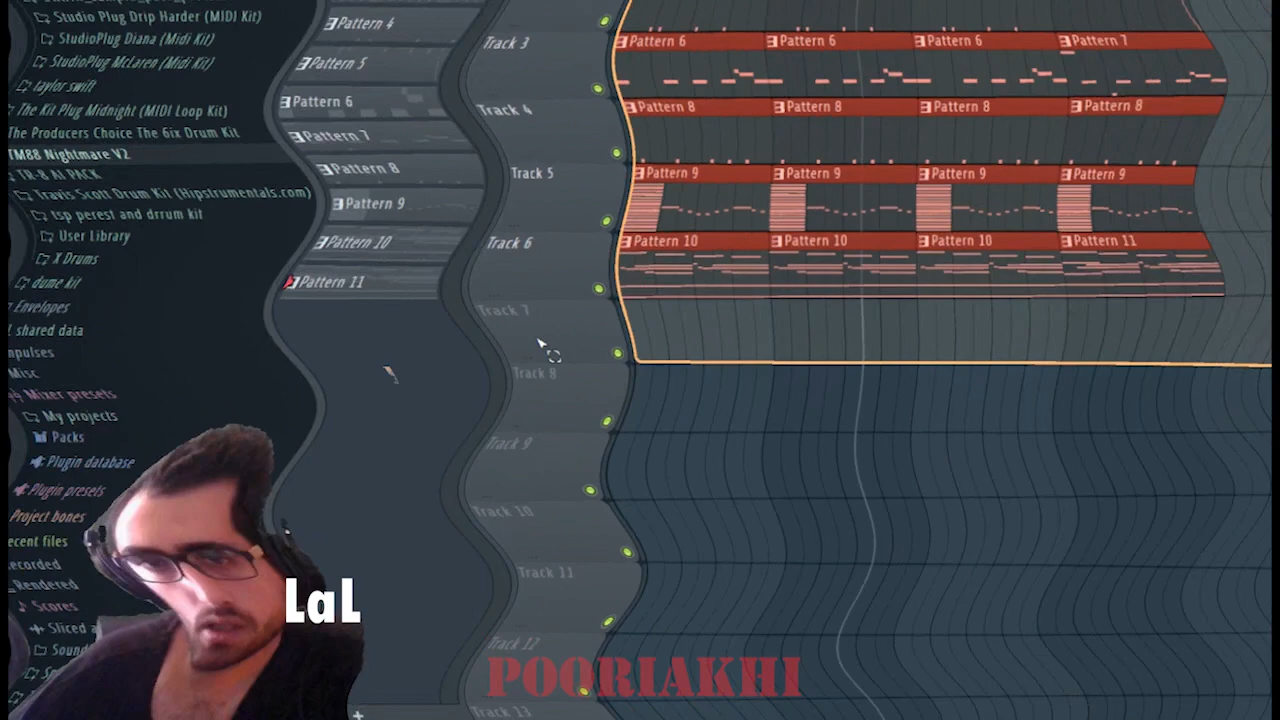 Studio Plug Drip Harder (MIDI Kit)
StudioPlug Diana (Midi Kit)
StudioPlug McLaren (Midi Kit)
taylor swift
The Kit Plug Midnight (MIDI Loop Kit)
The Producers Choice The 6ix Drum Kit
TM88 Nightmare V2
TR-8 AI PACK
Travis Scott Drum Kit (Hipstrumentals.com)
tsp perest and drrum kit
User Library
X Drums
dume kit
Envelopes
shared data
mpulses
Misc
Mixer presets
My projects
Packs
Plugin database
Plugin presets
Project bones
ecent files
ecorded
Rendered
Scores
Sliced
Soun
Pattern 4
Pattern 5
Pattern 6
Pattern 7
Pattern 8
Pattern 9
Pattern 10
Pattern 11
Track 3
Track 4
Track 5
Track 6
Track 7
Track 8
Track 9
Track 10
Track 11
Track 12
Track 13
Pattern 6 Pattern 6 Pattern 6 Pattern 7
Pattern 8 Pattern 8 Pattern 8 Pattern 8
Pattern 9 Pattern 9 Pattern 9 Pattern 9
Pattern 10 Pattern 10 Pattern 10 Pattern 11
LaL
POORIAKHI